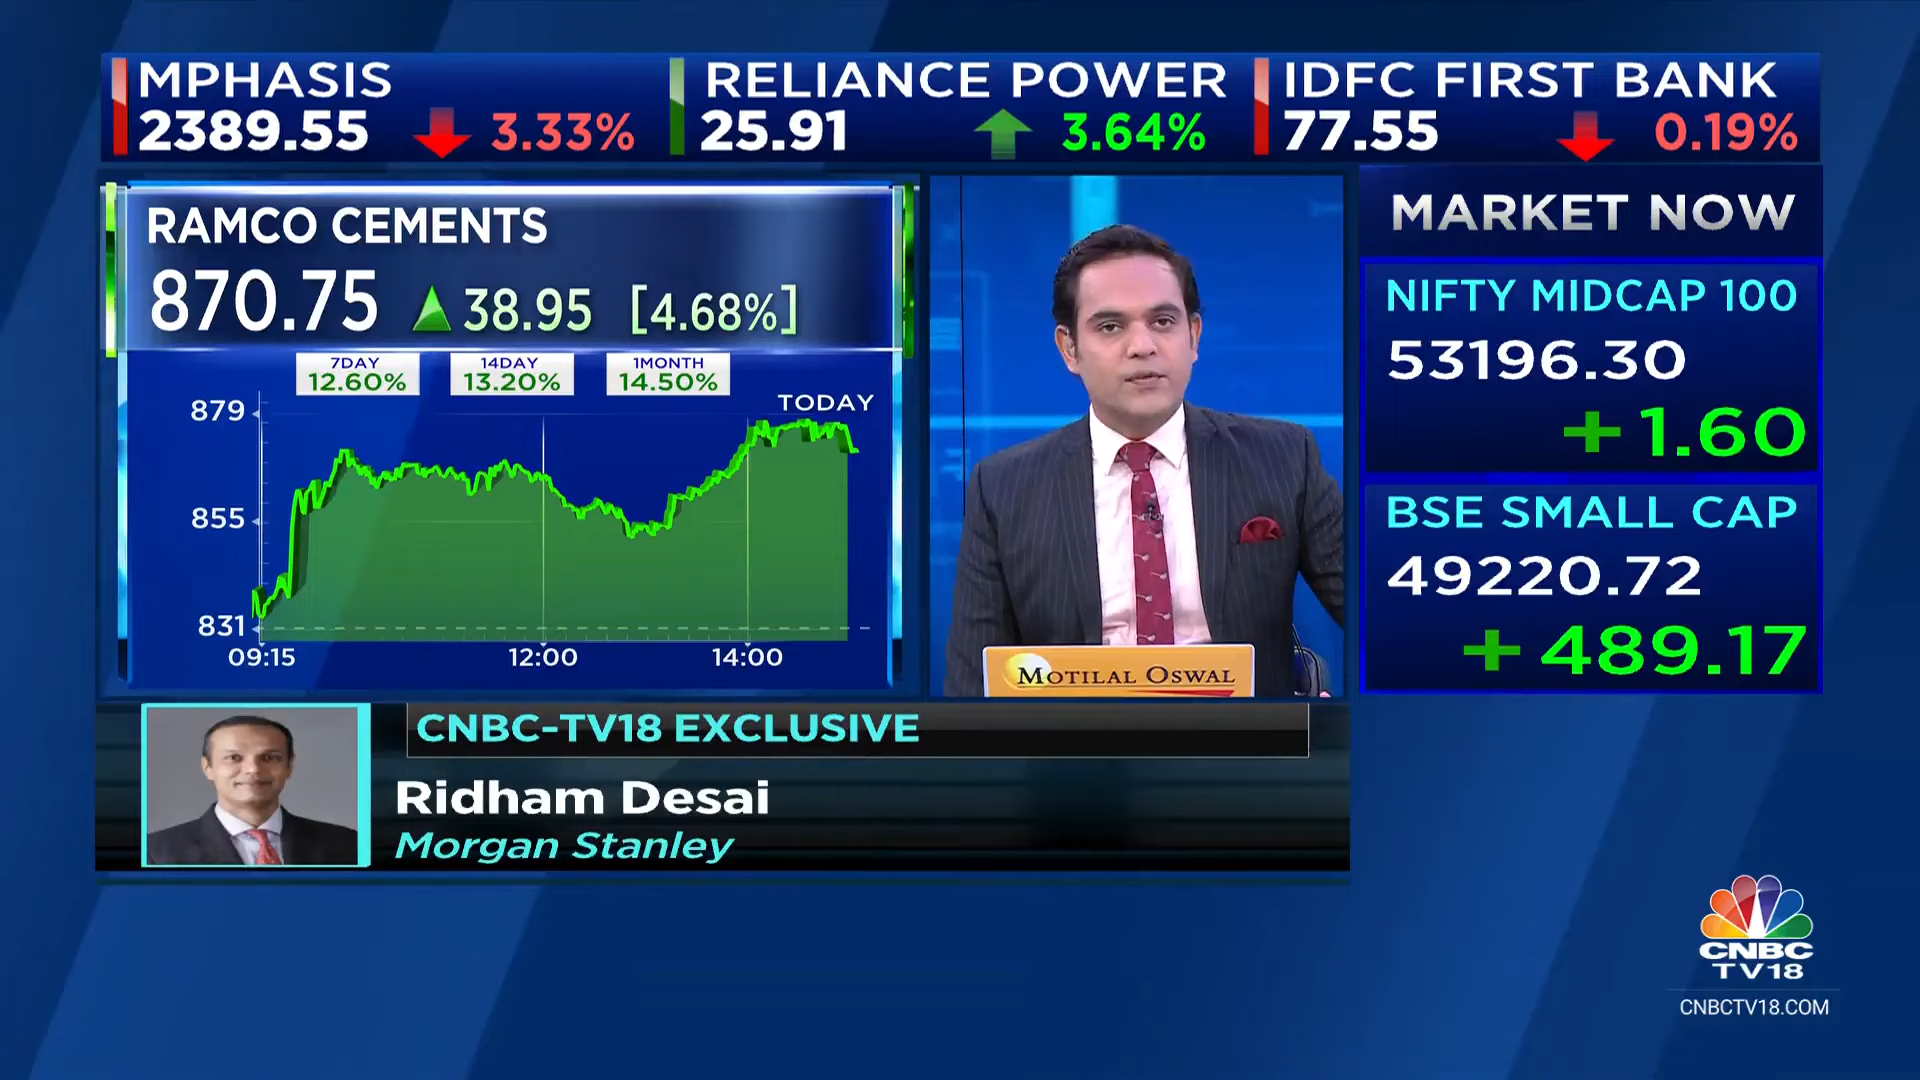 MPHASIS
2389.55 3.33%
RELIANCE POWER
25.91 3.64%
IDFC FIRST BANK
77.55 0.19%
RAMCO CEMENTS
870.75 38.95 [4.68%]
7DAY
12.60%
14DAY
13.20%
1MONTH
14.50%
TODAY
879
855
831
09:15 12:00 14:00
MOTILAL OSWAL
MARKET NOW
NIFTY MIDCAP 100
53196.30
+ 1.60
BSE SMALL CAP
49220.72
+ 489.17
CNBC-TV18 EXCLUSIVE
Ridham Desai
Morgan Stanley
CNBC
TV18
CNBCTV18.COM